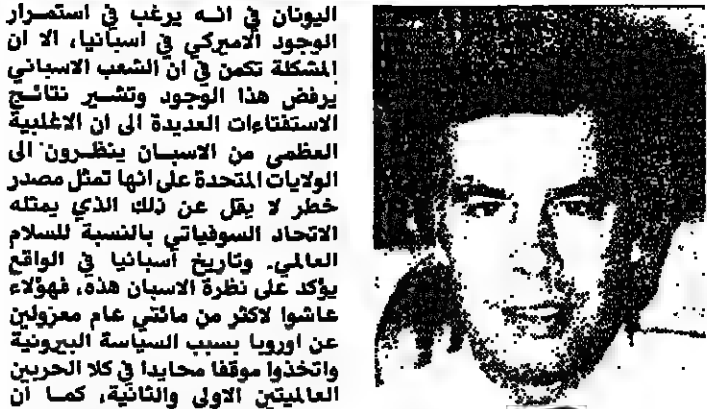 اليونان في انه يرغب في استمرار
الوجود الاميركي في اسبانيا، الا ان
المشكلة تكمن في ان الشعب الاسباني
يرفض هذا الوجود وتشير نتائج
الاستفتاءات العديدة الى ان الاغلبية
العظمى من الاسبان ينظرون الى
الولايات المتحدة على انها تمثل مصدر
خطر لا يقل عن ذلك الذي يمثله
الاتحاد السوفياتي بالنسبة للسلام
العالمي. وتاريخ أسبانيا في الواقع
يؤكد على نظرة الاسبان هذه، فهؤلاء
عاشوا لاكثر من مائتي عام معزولين
عن اوروبا بسبب السياسة البيرونية
واتخذوا موقفا محايدا في كلا الحربين
العالميتين الاولى والثانية، كما ان